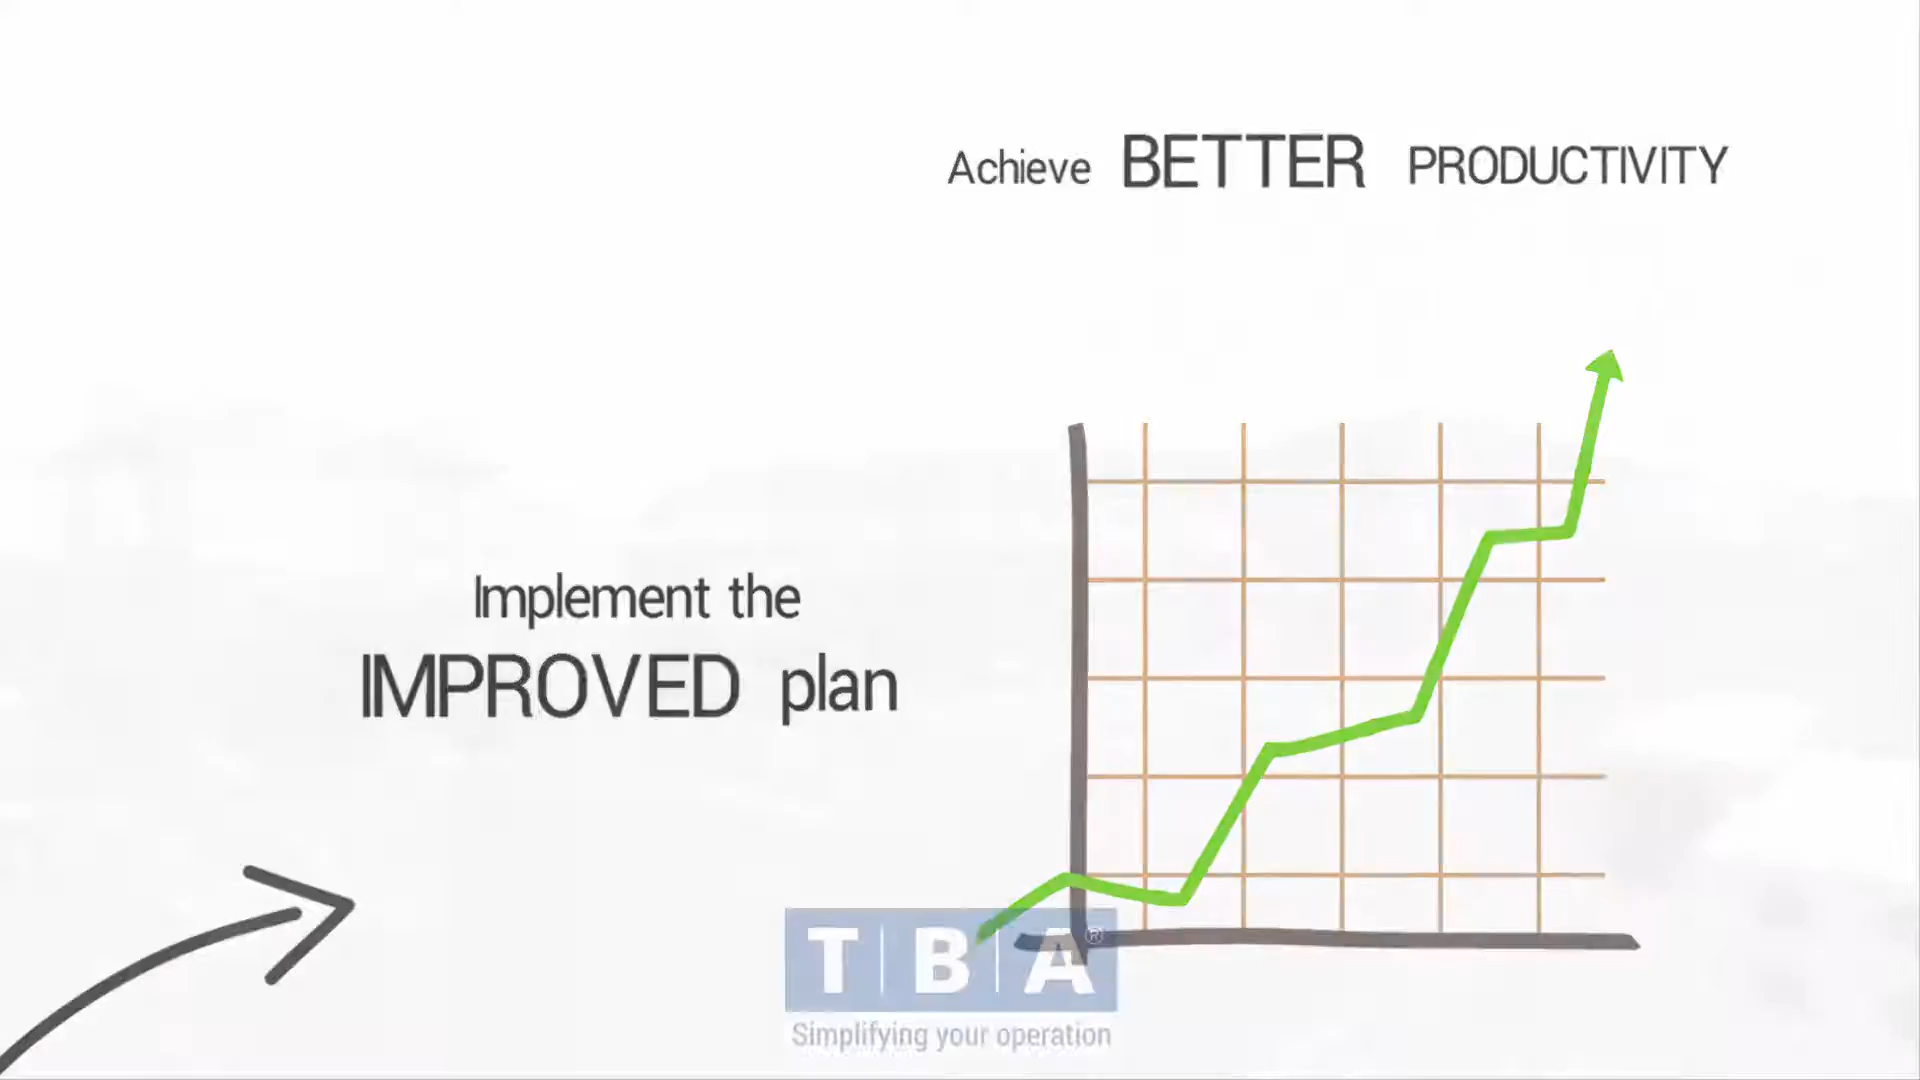 Achieve BETTER PRODUCTIVITY
Implement the
IMPROVED plan
TBA®
Simplifying your operation